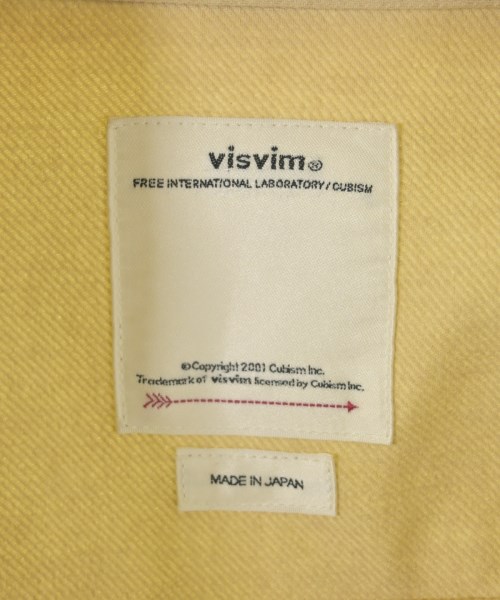 visvim®
FREE INTERNATIONAL LABORATORY / CUBISM
©Copyright 2001 Cubism Inc.
Trademark of visvim licensed by Cubism Inc.
MADE IN JAPAN